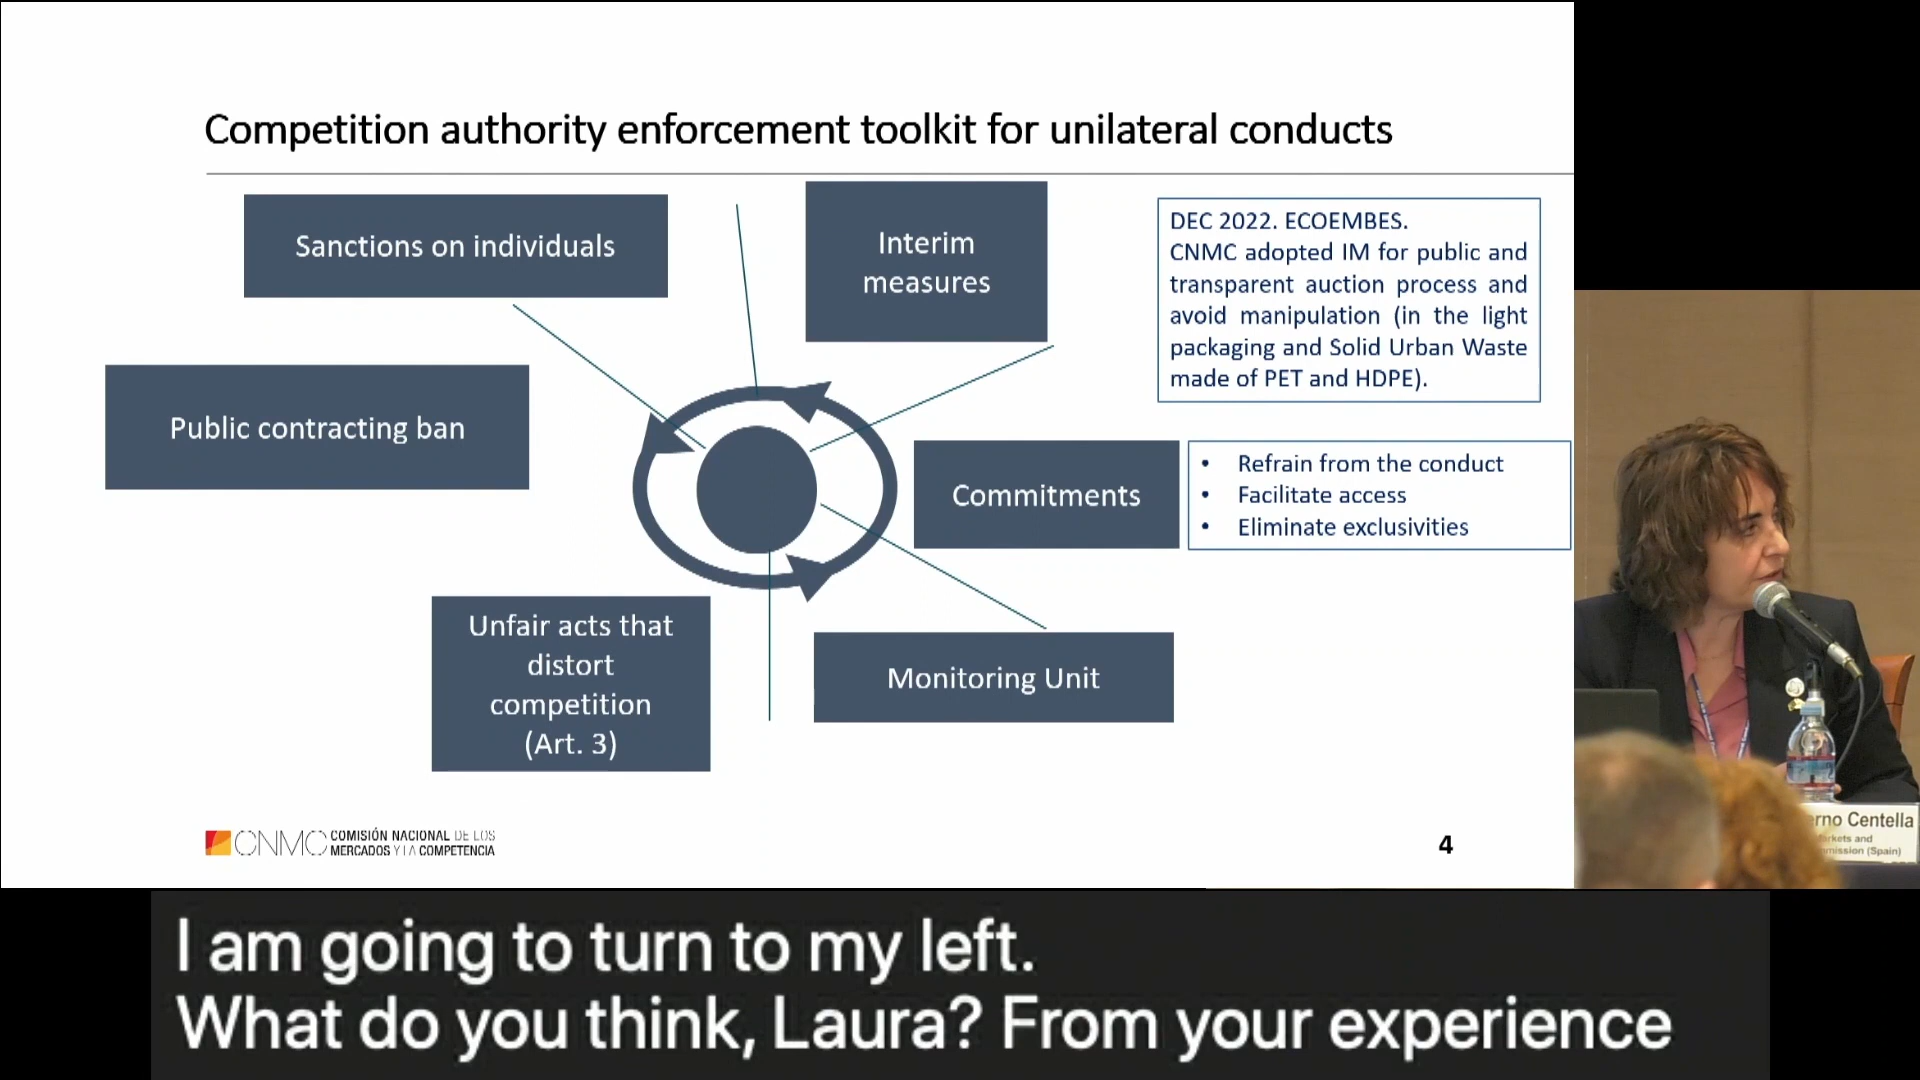 Competition authority enforcement toolkit for unilateral conducts
Sanctions on individuals
Interim
measures
DEC 2022. ECOEMBES.
CNMC adopted IM for public and
transparent auction process and
avoid manipulation (in the light
packaging and Solid Urban Waste
made of PET and HDPE).
Public contracting ban
Commitments
• Refrain from the conduct
• Facilitate access
• Eliminate exclusivities
Unfair acts that
distort
competition
(Art. 3)
Monitoring Unit
CNMC COMISIÓN NACIONAL DE LOS
MERCADOS Y LA COMPETENCIA
4
Centella
(Spain)
I am going to turn to my left.
What do you think, Laura? From your experience